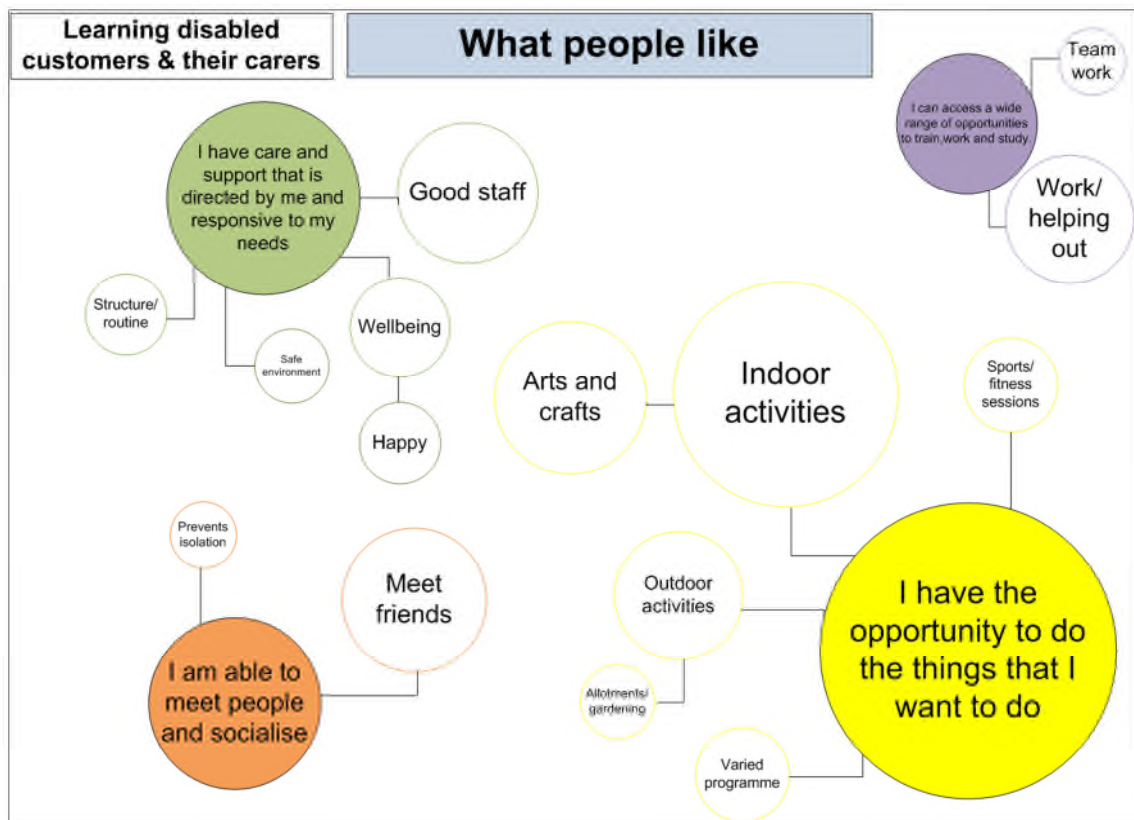 Learning disabled
customers & their carers
What people like
I have care and
support that is
directed by me and
responsive to my
needs
Good staff
Structure/
routine
Safe
environment
Wellbeing
Happy
I can access a wide
range of opportunities
to train,work and study.
Team
work
Work/
helping
out
Arts and
crafts
Indoor
activities
Sports/
fitness
sessions
Prevents
isolation
Meet
friends
I am able to
meet people
and socialise
Outdoor
activities
Allotments/
gardening
Varied
programme
I have the
opportunity to do
the things that I
want to do